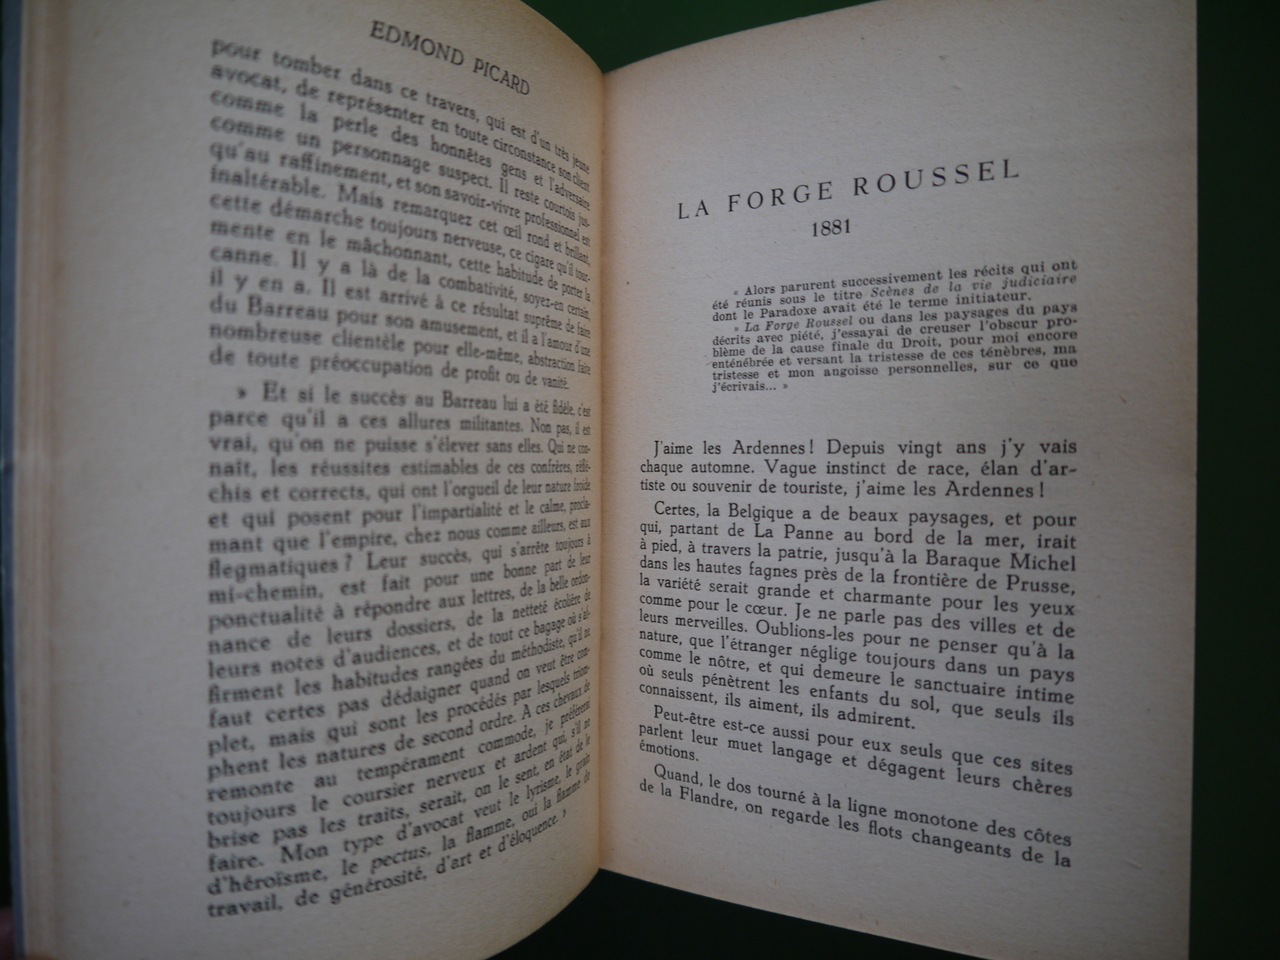 EDMOND PICARD
pour tomber dans ce travers, qui est d'un très jeune
avocat, de représenter en toute circonstance son client
comme la perle des honnêtes gens et l'adversaire
comme un personnage suspect. Il reste courtois jus-
qu'au raffinement, et son savoir-vivre professionnel est
inaltérable. Mais remarquez cet œil rond et brillant,
cette démarche toujours nerveuse, ce cigare qu'il tour-
mente en le mâchonnant, cette habitude de porter la
canne. Il y a là de la combativité, soyez-en certain,
il y en a. Il est arrivé à ce résultat suprême de faire
du Barreau pour son amusement, et il a l'amour d'une
nombreuse clientèle pour elle-même, abstraction faite
de toute préoccupation de profit ou de vanité.
» Et si le succès au Barreau lui a été fidèle, c'est
parce qu'il a ces allures militantes. Non pas, il est
vrai, qu'on ne puisse s'élever sans elles. Qui ne con-
naît, les réussites estimables de ces confrères, réflé-
chis et corrects, qui ont l'orgueil de leur nature froide
et qui posent pour l'impartialité et le calme, procla-
mant que l'empire, chez nous comme ailleurs, est aux
flegmatiques ? Leur succès, qui s'arrête toujours à
mi-chemin, est fait pour une bonne part de leur
ponctualité à répondre aux lettres, de la belle ordon-
nance de leurs dossiers, de la netteté écolière de
leurs notes d'audiences, et de tout ce bagage où s'af-
firment les habitudes rangées du méthodiste, qu'il ne
faut certes pas dédaigner quand on veut être com-
plet, mais qui sont les procédés par lesquels triom-
phent les natures de second ordre. A ces chevaux de
remonte au tempérament commode, je préférerai
toujours le coursier nerveux et ardent qui, s'il ne
brise pas les traits, serait, on le sent, en état de le
faire. Mon type d'avocat veut le lyrisme, le grain
d'héroïsme, le pectus, la flamme, oui la flamme de
travail, de générosité, d'art et d'éloquence. »
LA FORGE ROUSSEL
1881
« Alors parurent successivement les récits qui ont
été réunis sous le titre Scènes de la vie judiciaire
dont le Paradoxe avait été le terme initiateur.
» La Forge Roussel ou dans les paysages du pays
décrits avec piété, j'essayai de creuser l'obscur pro-
blème de la cause finale du Droit, pour moi encore
enténébrée et versant la tristesse de ces ténèbres, ma
tristesse et mon angoisse personnelles, sur ce que
j'écrivais... »
J'aime les Ardennes ! Depuis vingt ans j'y vais
chaque automne. Vague instinct de race, élan d'ar-
tiste ou souvenir de touriste, j'aime les Ardennes !
Certes, la Belgique a de beaux paysages, et pour
qui, partant de La Panne au bord de la mer, irait
à pied, à travers la patrie, jusqu'à la Baraque Michel
dans les hautes fagnes près de la frontière de Prusse,
la variété serait grande et charmante pour les yeux
comme pour le cœur. Je ne parle pas des villes et de
leurs merveilles. Oublions-les pour ne penser qu'à la
nature, que l'étranger néglige toujours dans un pays
comme le nôtre, et qui demeure le sanctuaire intime
où seuls pénètrent les enfants du sol, que seuls ils
connaissent, ils aiment, ils admirent.
Peut-être est-ce aussi pour eux seuls que ces sites
parlent leur muet langage et dégagent leurs chères
émotions.
Quand, le dos tourné à la ligne monotone des côtes
de la Flandre, on regarde les flots changeants de la